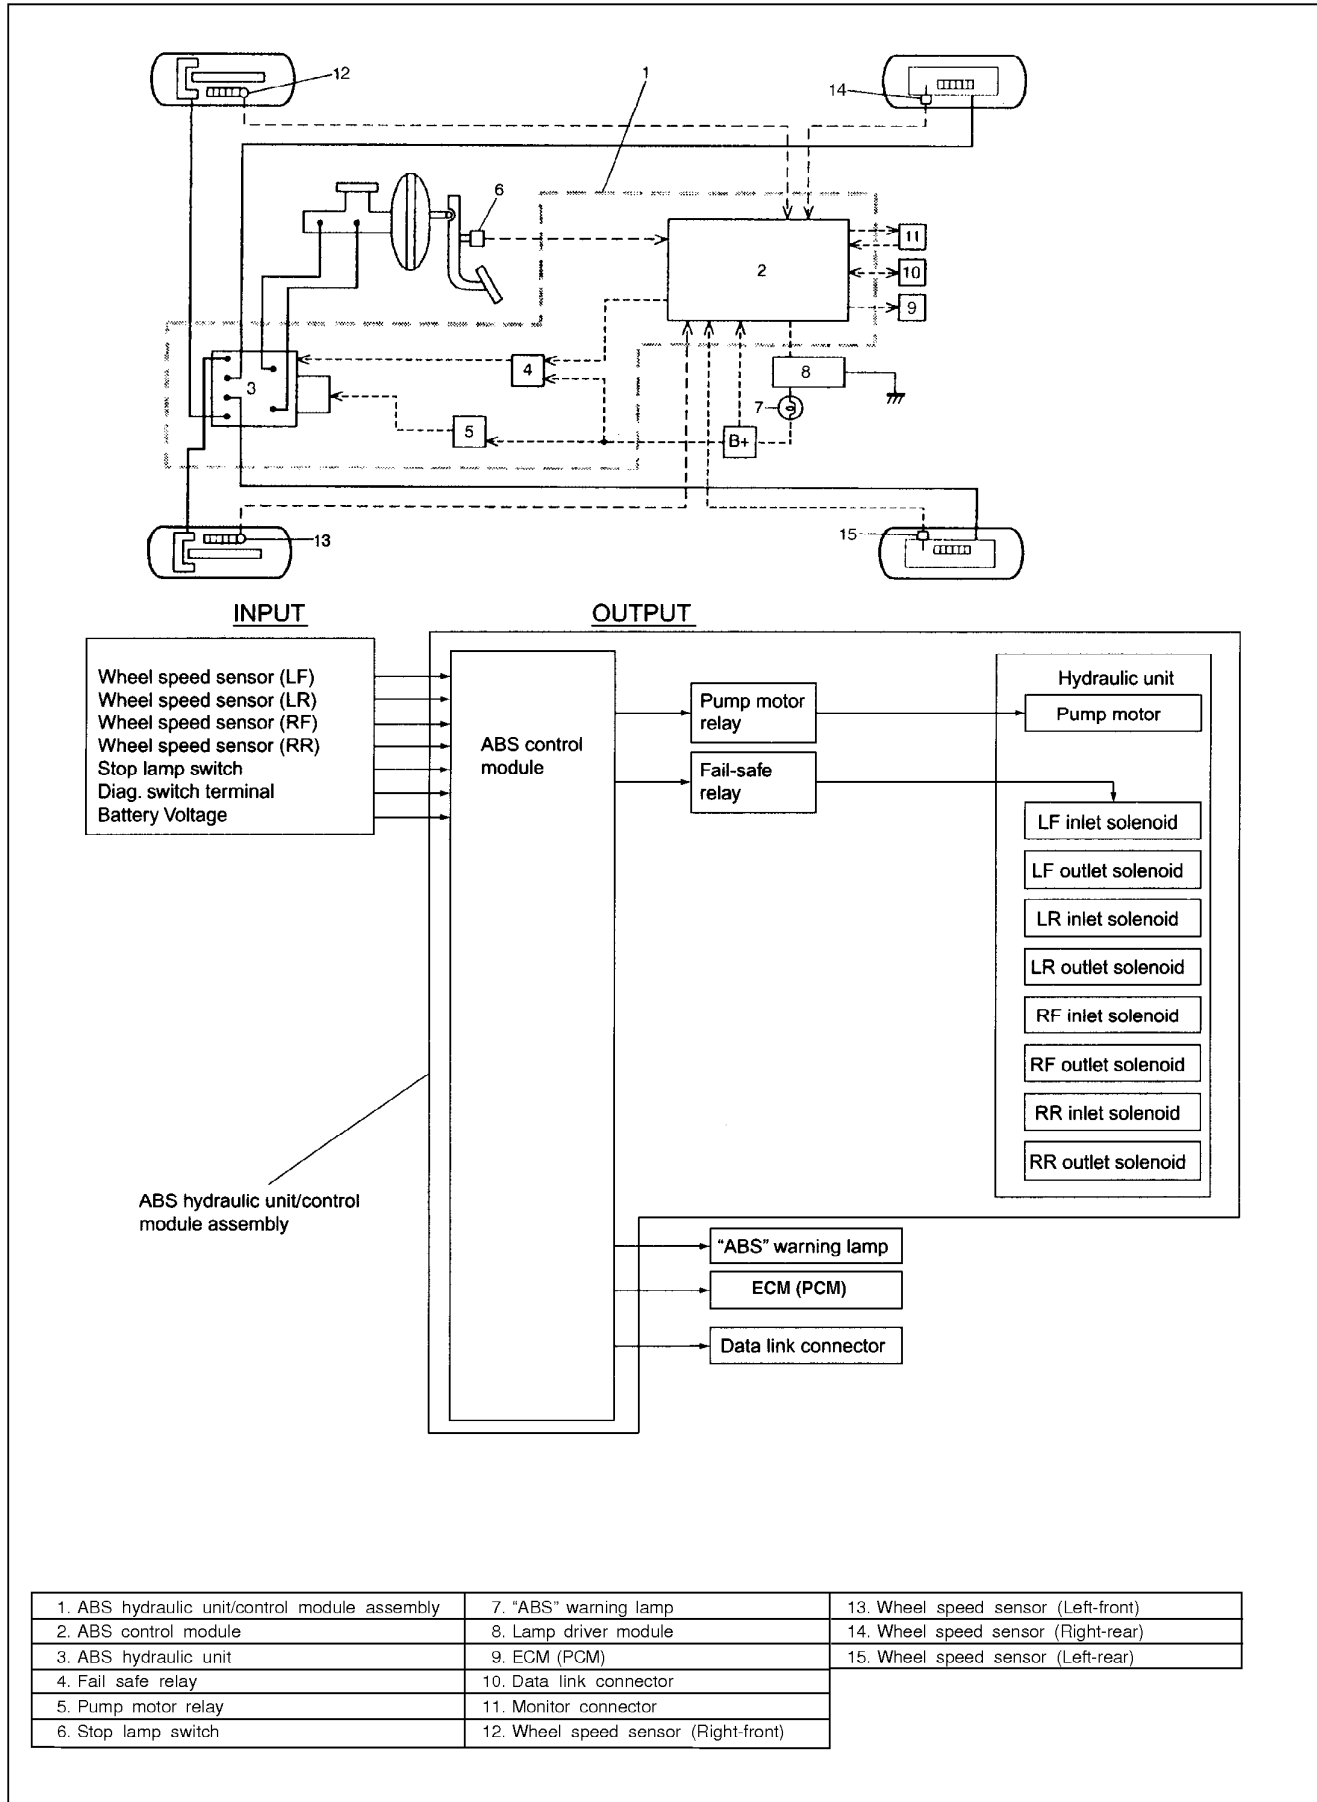 12
1
14
6
2
11
10
9
3
4
8
7
5
B+
13
15
INPUT
OUTPUT
Wheel speed sensor (LF)
Wheel speed sensor (LR)
Wheel speed sensor (RF)
Wheel speed sensor (RR)
Stop lamp switch
Diag. switch terminal
Battery Voltage
ABS control
module
Pump motor
relay
Fail-safe
relay
Hydraulic unit
Pump motor
LF inlet solenoid
LF outlet solenoid
LR inlet solenoid
LR outlet solenoid
RF inlet solenoid
RF outlet solenoid
RR inlet solenoid
RR outlet solenoid
ABS hydraulic unit/control
module assembly
“ABS” warning lamp
ECM (PCM)
Data link connector
1. ABS hydraulic unit/control module assembly
2. ABS control module
3. ABS hydraulic unit
4. Fail safe relay
5. Pump motor relay
6. Stop lamp switch
7. “ABS” warning lamp
8. Lamp driver module
9. ECM (PCM)
10. Data link connector
11. Monitor connector
12. Wheel speed sensor (Right-front)
13. Wheel speed sensor (Left-front)
14. Wheel speed sensor (Right-rear)
15. Wheel speed sensor (Left-rear)